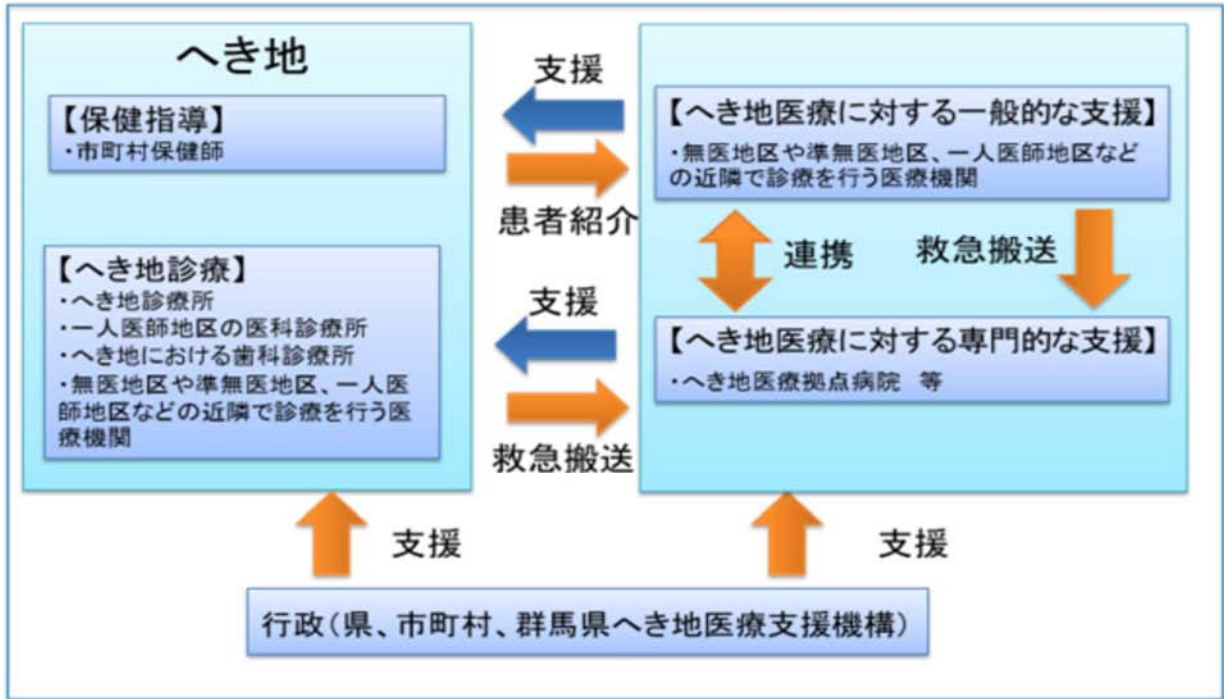 へき地
【保健指導】
・市町村保健師
【へき地診療】
・へき地診療所
・一人医師地区の医科診療所
・へき地における歯科診療所
・無医地区や準無医地区、一人医
師地区などの近隣で診療を行う医
療機関
支援
患者紹介
支援
救急搬送
【へき地医療に対する一般的な支援】
・無医地区や準無医地区、一人医師地区など
の近隣で診療を行う医療機関
連携
救急搬送
【へき地医療に対する専門的な支援】
・へき地医療拠点病院 等
支援
支援
行政(県、市町村、群馬県へき地医療支援機構)